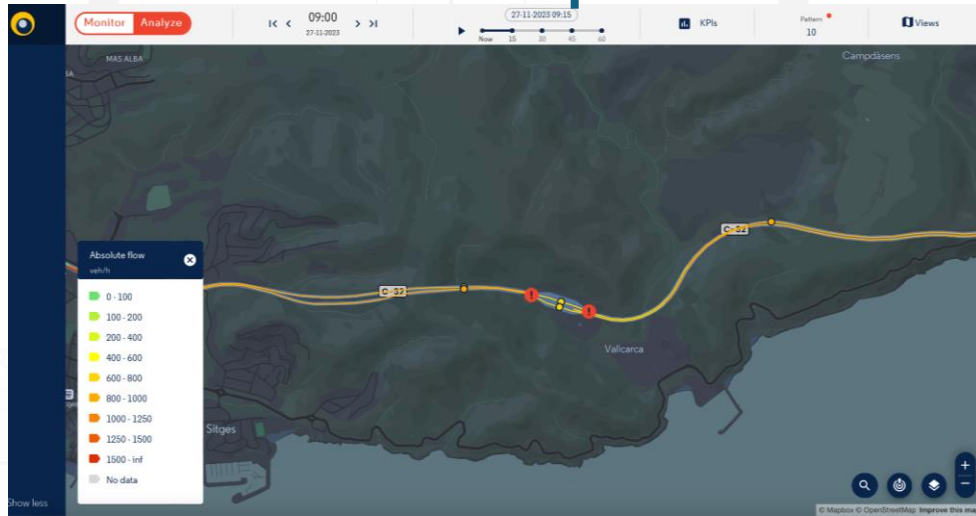 Monitor Analyze
09:00
27-11-2023
27-11-2023 09:15
Now 15 30 45 60
KPIs
Pattern
10
Views
MAS ALBA
BA
Campdàsens
C-32
C-32
Vallcarca
Sitges
Absolute flow
veh/h
0 - 100
100 - 200
200 - 400
400 - 600
600 - 800
800 - 1000
1000 - 1250
1250 - 1500
1500 - inf
No data
Show less
+
−
© Mapbox © OpenStreetMap Improve this ma